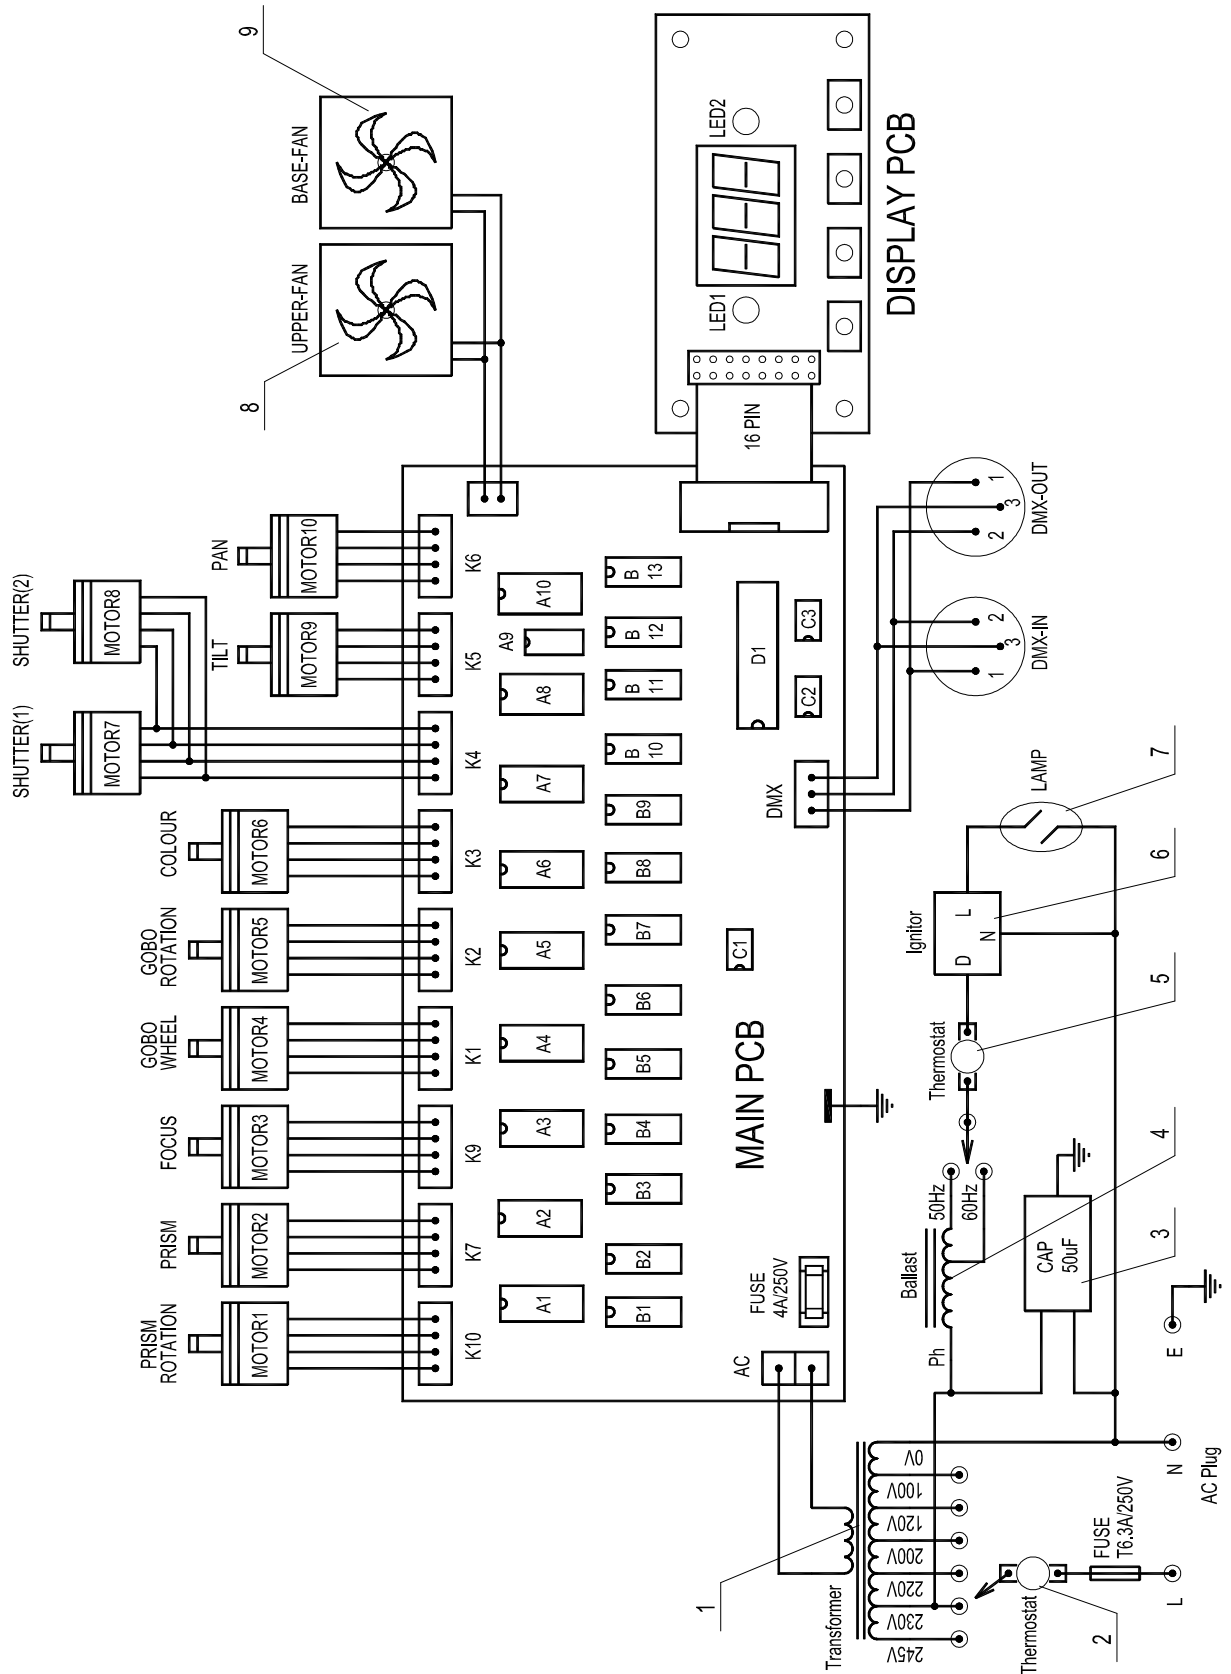 PRISM
ROTATION
PRISM
FOCUS
GOBO
WHEEL
GOBO
ROTATION
COLOUR
SHUTTER(1)
SHUTTER(2)
TILT
PAN
MOTOR1
MOTOR2
MOTOR3
MOTOR4
MOTOR5
MOTOR6
MOTOR7
MOTOR8
MOTOR9
MOTOR10
UPPER-FAN
BASE-FAN
8
9
K10
K7
K9
K1
K2
K3
K4
K5
K6
A1
A2
A3
A4
A5
A6
A7
A8
A9
A10
B1
B2
B3
B4
B5
B6
B7
B8
B9
B
10
B
11
B
12
B
13
C1
C2
C3
D1
DMX
16 PIN
AC
FUSE
4A/250V
MAIN PCB
LED1
LED2
DISPLAY PCB
1
3
2
DMX-IN
2
3
1
DMX-OUT
1
Transformer
245V
230V
220V
200V
120V
100V
0V
Thermostat
2
FUSE
T6.3A/250V
L
N
AC Plug
E
Ph
Ballast
50Hz
60Hz
CAP
50uF
3
4
Thermostat
5
Ignitor
D
L
N
6
LAMP
7